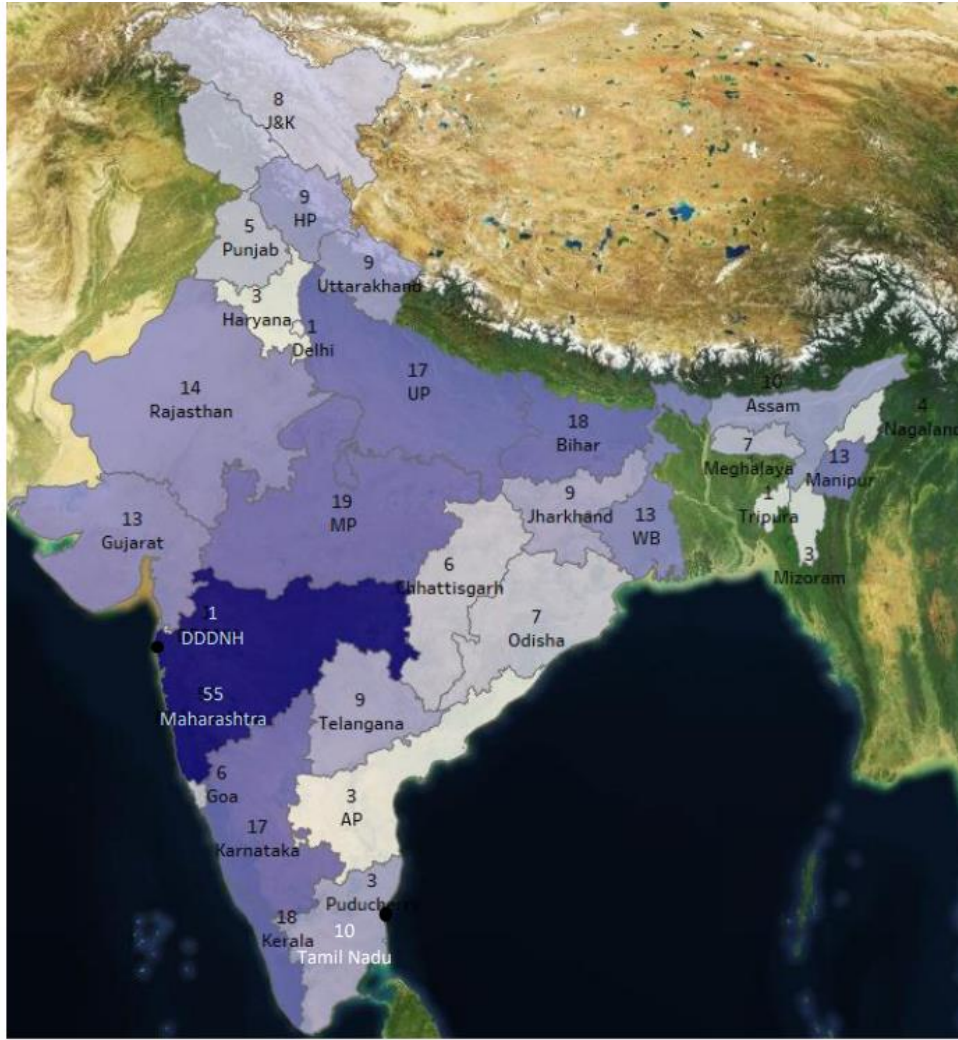 8
J&K
9
HP
5
Punjab
9
Uttarakhand
3
Haryana
1
Delhi
17
UP
14
Rajasthan
10
Assam
4
Nagaland
18
Bihar
7
Meghalaya
13
Manipur
19
MP
9
Jharkhand
13
WB
1
Tripura
13
Gujarat
3
Mizoram
6
Chhattisgarh
1
DDDNH
7
Odisha
55
Maharashtra
9
Telangana
6
Goa
3
AP
17
Karnataka
3
Puducherry
18
Kerala
10
Tamil Nadu